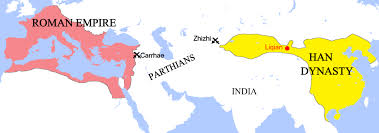 ROMAN EMPIRE
Carrhae
PARTHIANS
Zhizhi
Liqian
HAN
DYNASTY
INDIA